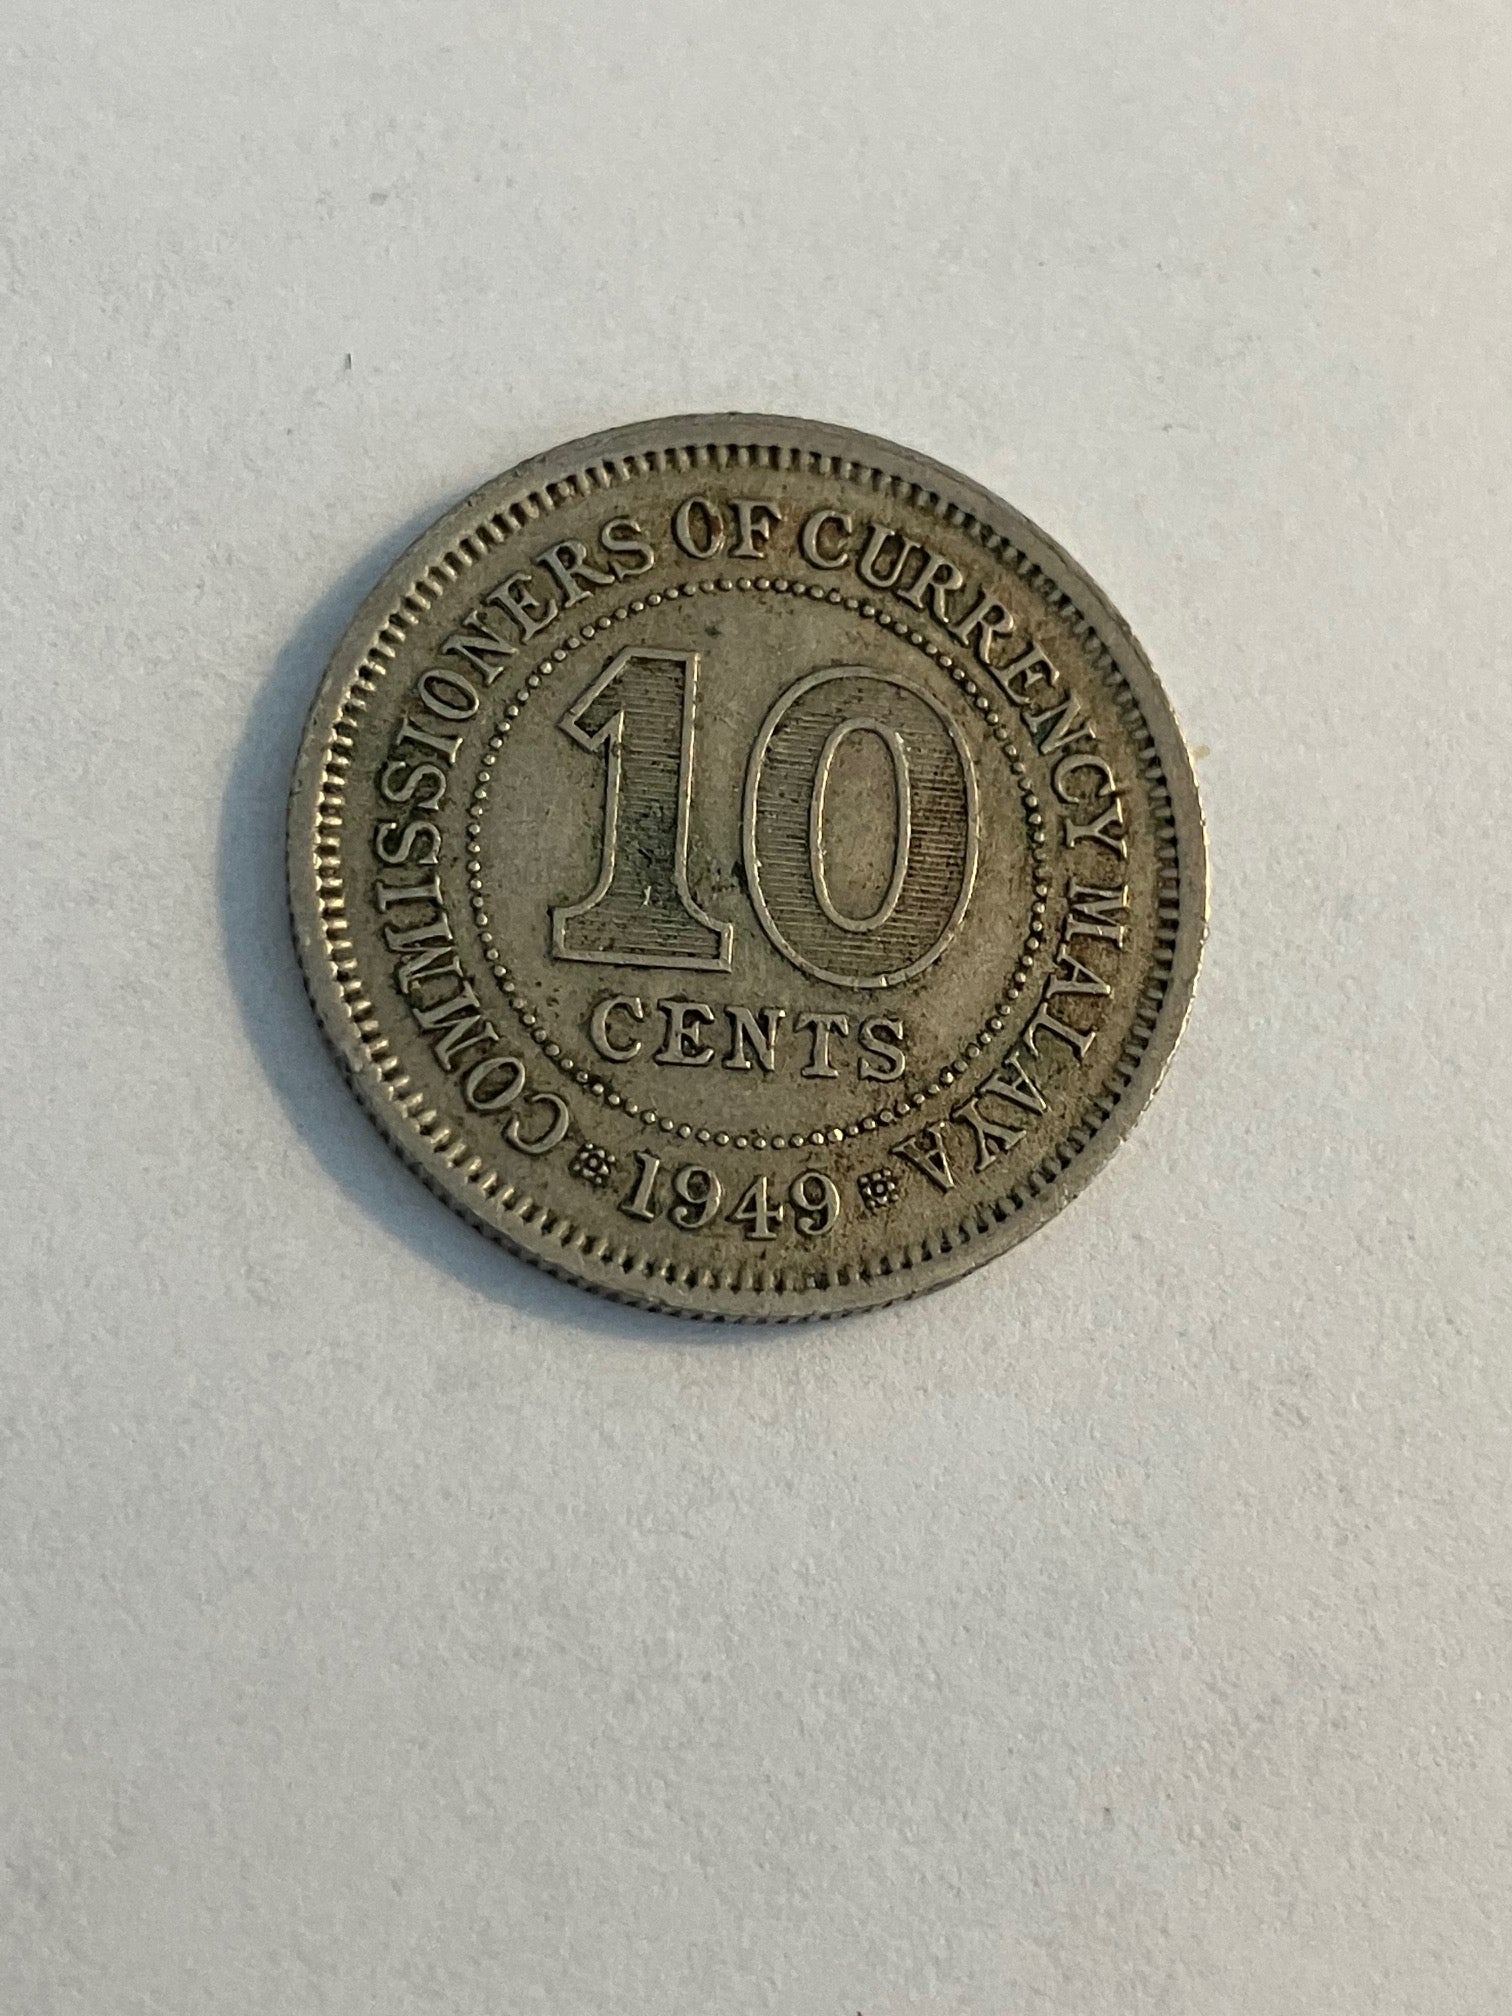 COMMISSIONERS OF CURRENCY MALAYA
10
CENTS
1949